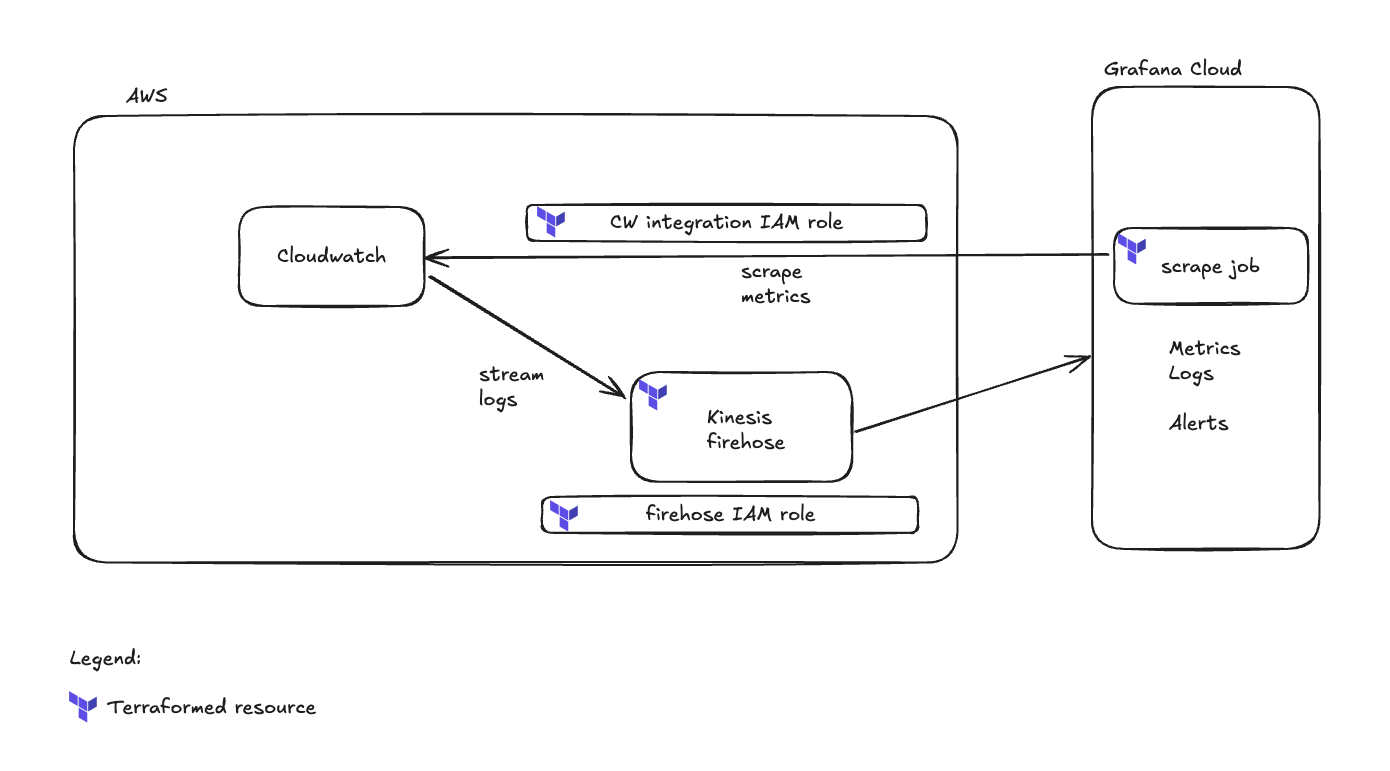 Grafana Cloud
AWS
CW integration IAM role
Cloudwatch
scrape job
scrape
metrics
Metrics
Logs
stream
logs
Kinesis
firehose
Alerts
firehose IAM role
Legend:
Terraformed resource